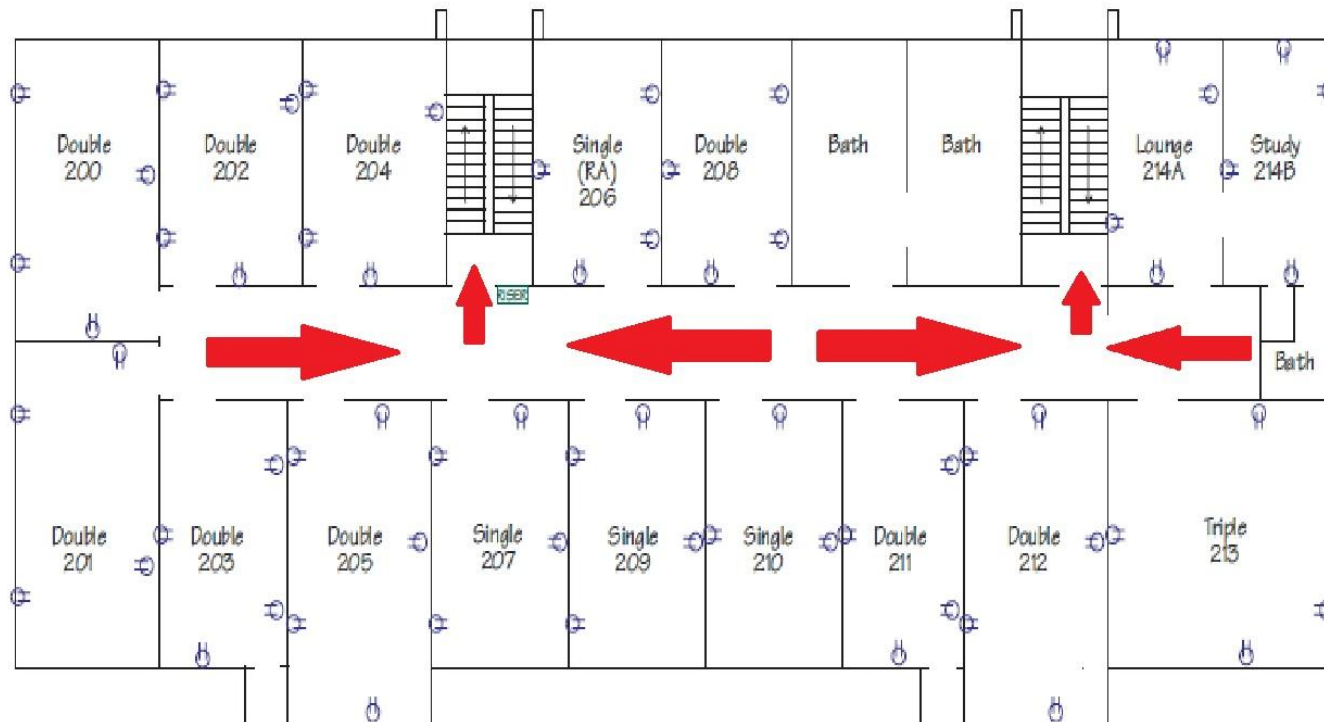 Double
200
Double
202
Double
204
Single
(RA)
206
Double
208
Bath
Bath
Lounge
214A
Study
214B
RISER
Bath
Double
201
Double
203
Double
205
Single
207
Single
209
Single
210
Double
211
Double
212
Triple
213